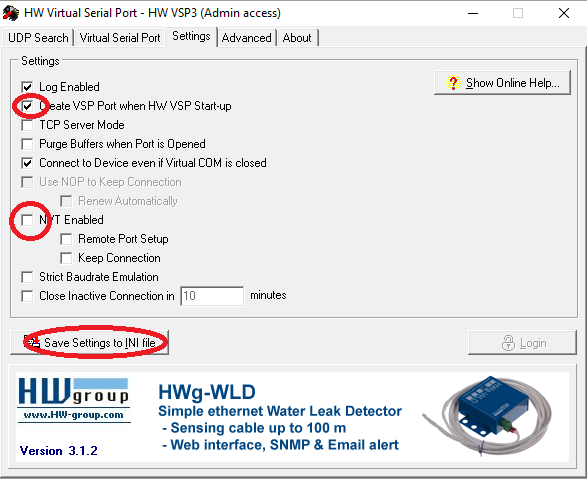 HW Virtual Serial Port - HW VSP3 (Admin access)
UDP Search Virtual Serial Port Settings Advanced About
Settings
Log Enabled
? Show Online Help...
Create VSP Port when HW VSP Start-up
TCP Server Mode
Purge Buffers when Port is Opened
Connect to Device even if Virtual COM is closed
Use NOP to Keep Connection
Renew Automatically
NVT Enabled
Remote Port Setup
Keep Connection
Strict Baudrate Emulation
Close Inactive Connection in 10 minutes
Save Settings to INI file
Login
HW group
www.HW-group.com
Version 3.1.2
HWg-WLD
Simple ethernet Water Leak Detector
- Sensing cable up to 100 m
- Web interface, SNMP & Email alert